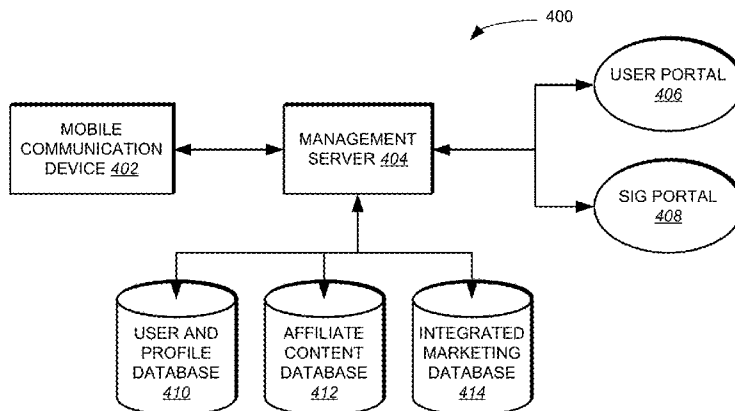 400
USER PORTAL
406
MOBILE
COMMUNICATION
DEVICE 402
MANAGEMENT
SERVER 404
SIG PORTAL
408
USER AND
PROFILE
DATABASE
410
AFFILIATE
CONTENT
DATABASE
412
INTEGRATED
MARKETING
DATABASE
414